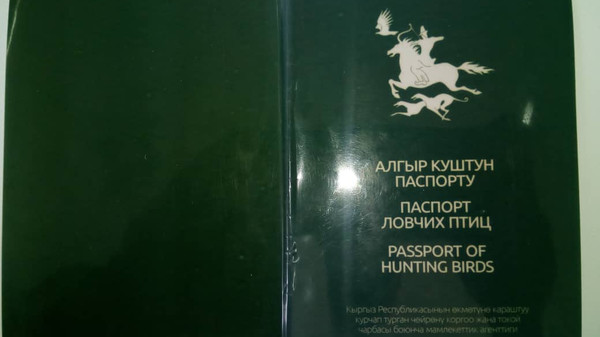 АЛГЫР КУШТУН
ПАСПОРТУ
ПАСПОРТ
ЛОВЧИХ ПТИЦ
PASSPORT OF
HUNTING BIRDS
Кыргыз Республикасынын өкмөтүнө караштуу
курчап турган чөйрөнү коргоо жана токой
чарбасы боюнча мамлекеттик агенттиги